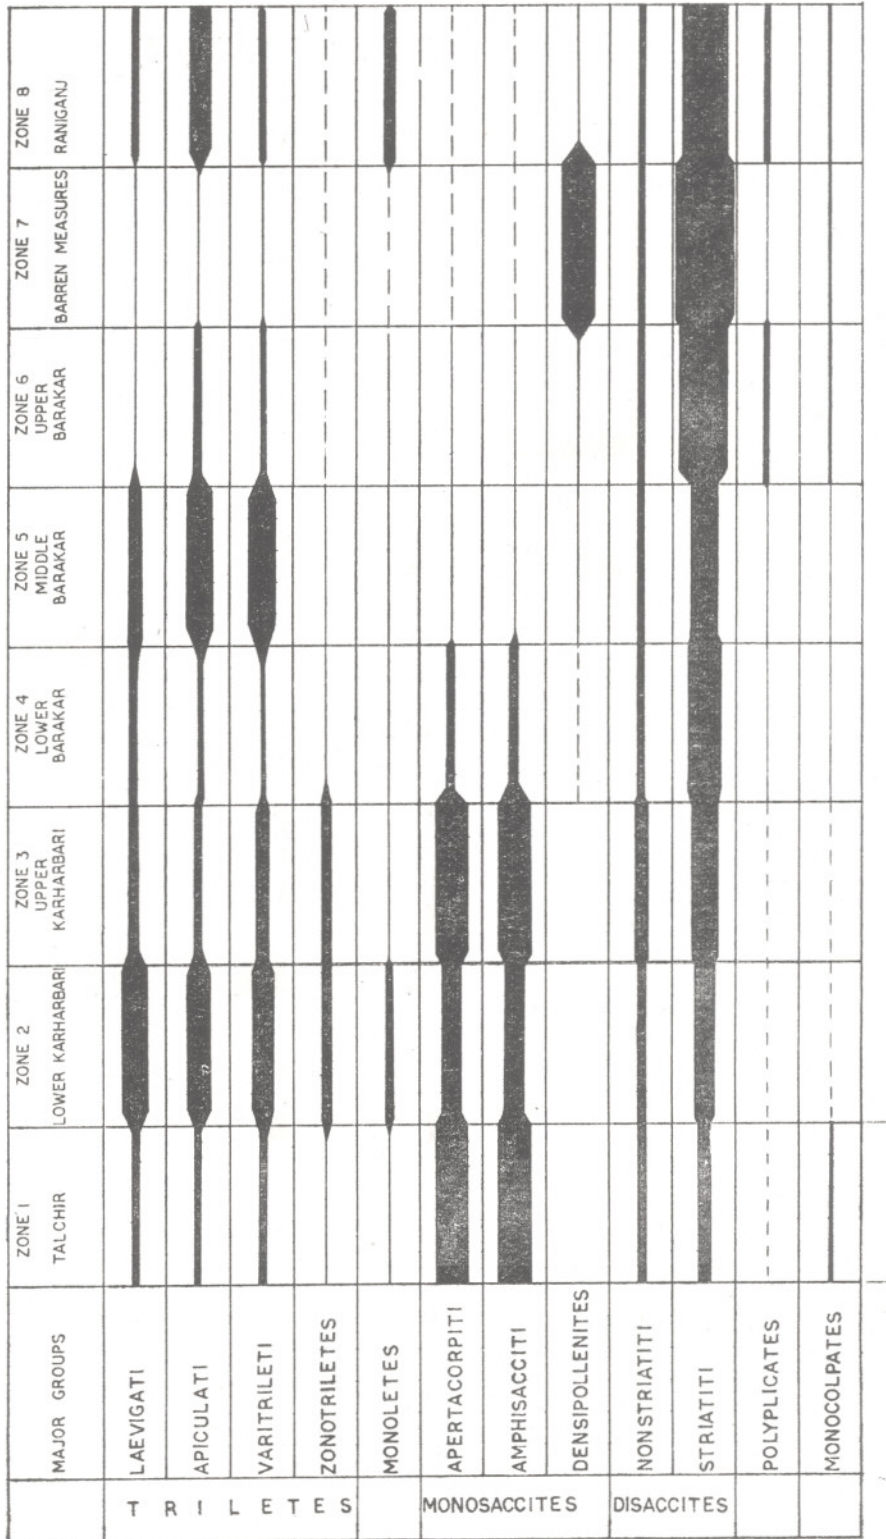 ZONE 8
RANIGANJ
ZONE 7
BARREN MEASURES
ZONE 6
UPPER
BARAKAR
ZONE 5
MIDDLE
BARAKAR
ZONE 4
LOWER
BARAKAR
ZONE 3
UPPER
KARHARBARI
ZONE 2
LOWER KARHARBARI
ZONE 1
TALCHIR
MAJOR GROUPS
LAEVIGATI
APICULATI
VARITRILETI
ZONOTRILETES
MONOLETES
APERTACORPITI
AMPHISACCITI
DENSIPOLLENITES
NONSTRIATITI
STRIATITI
POLYPLICATES
MONOCOLPATES
TRILETES
MONOSACCITES
DISACCITES